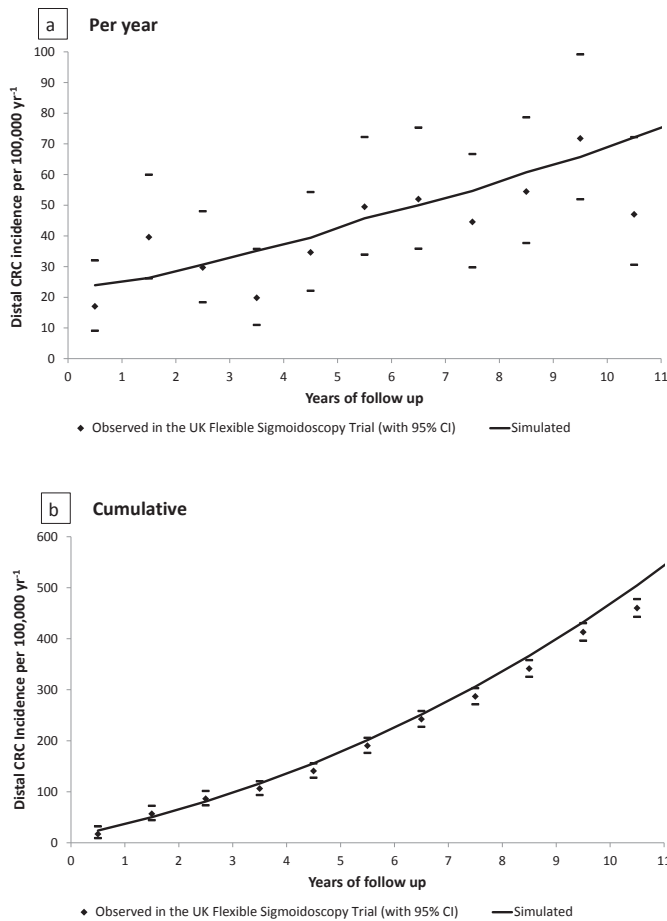 a Per year
100
90
80
70
60
50
40
30
20
10
0
Distal CRC incidence per 100,000 yr-1
0 1 2 3 4 5 6 7 8 9 10 11
Years of follow up
Observed in the UK Flexible Sigmoidoscopy Trial (with 95% CI) Simulated
b Cumulative
600
500
400
300
200
100
0
Distal CRC Incidence per 100,000 yr-1
0 1 2 3 4 5 6 7 8 9 10 11
Years of follow up
Observed in the UK Flexible Sigmoidoscopy Trial (with 95% CI) Simulated